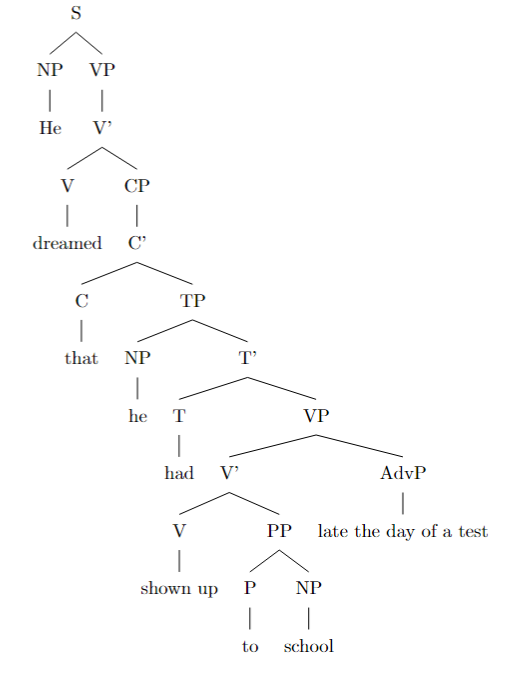 S
NP VP
He V’
V CP
dreamed C’
C TP
that NP T’
he T VP
had V’ AdvP
V PP late the day of a test
shown up P NP
to school